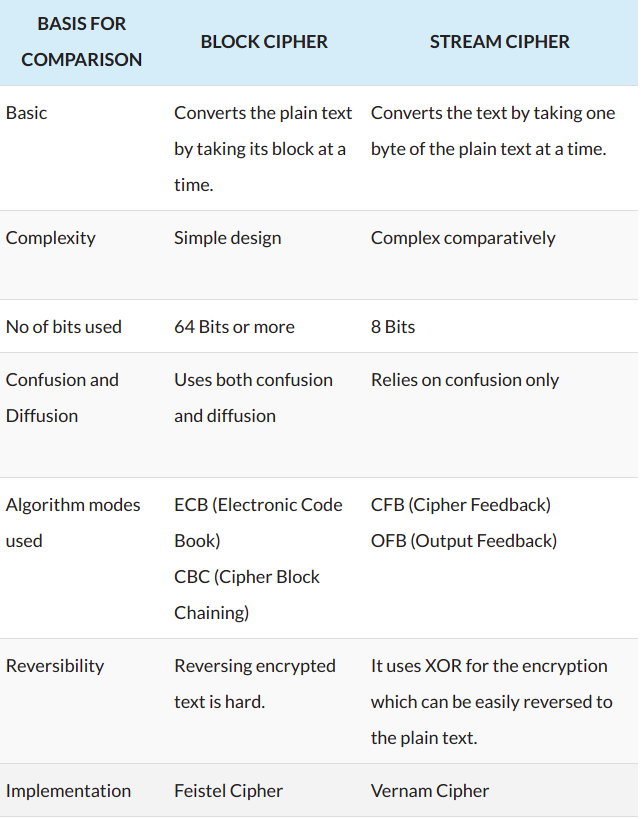 BASIS FOR COMPARISON
BLOCK CIPHER
STREAM CIPHER
Basic
Converts the plain text
by taking its block at a
time.
Converts the text by taking one
byte of the plain text at a time.
Complexity
Simple design
Complex comparatively
No of bits used
64 Bits or more
8 Bits
Confusion and
Diffusion
Uses both confusion
and diffusion
Relies on confusion only
Algorithm modes
used
ECB (Electronic Code
Book)
CBC (Cipher Block
Chaining)
CFB (Cipher Feedback)
OFB (Output Feedback)
Reversibility
Reversing encrypted
text is hard.
It uses XOR for the encryption
which can be easily reversed to
the plain text.
Implementation
Feistel Cipher
Vernam Cipher